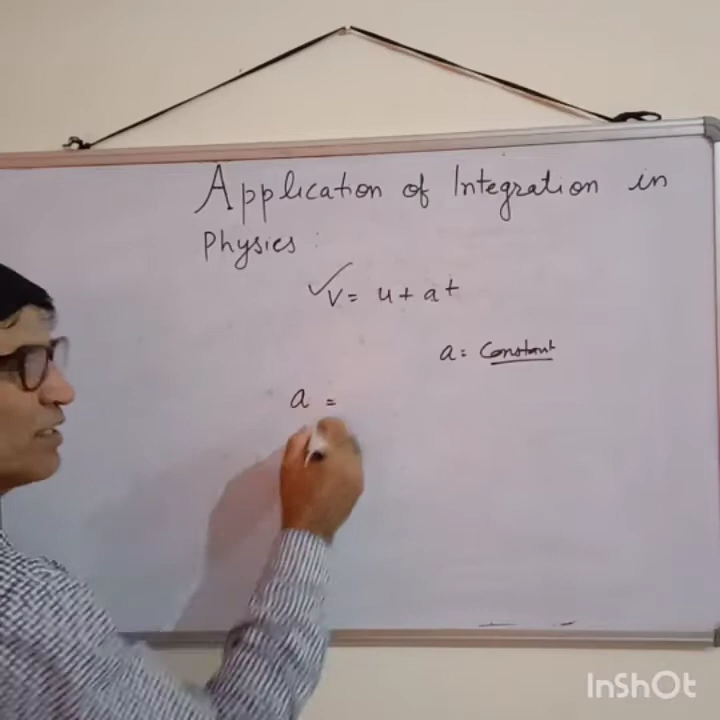 Application of Integration in
Physics :
✓ v = u + at
a = Constant
a =
InShOt